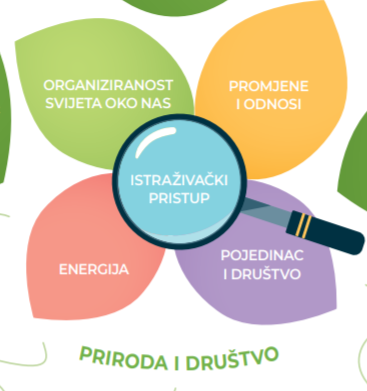 ORGANIZIRANOST
SVIJETA OKO NAS
PROMJENE
I ODNOSI
ISTRAŽIVAČKI
PRISTUP
ENERGIJA
POJEDINAC
I DRUŠTVO
PRIRODA I DRUŠTVO